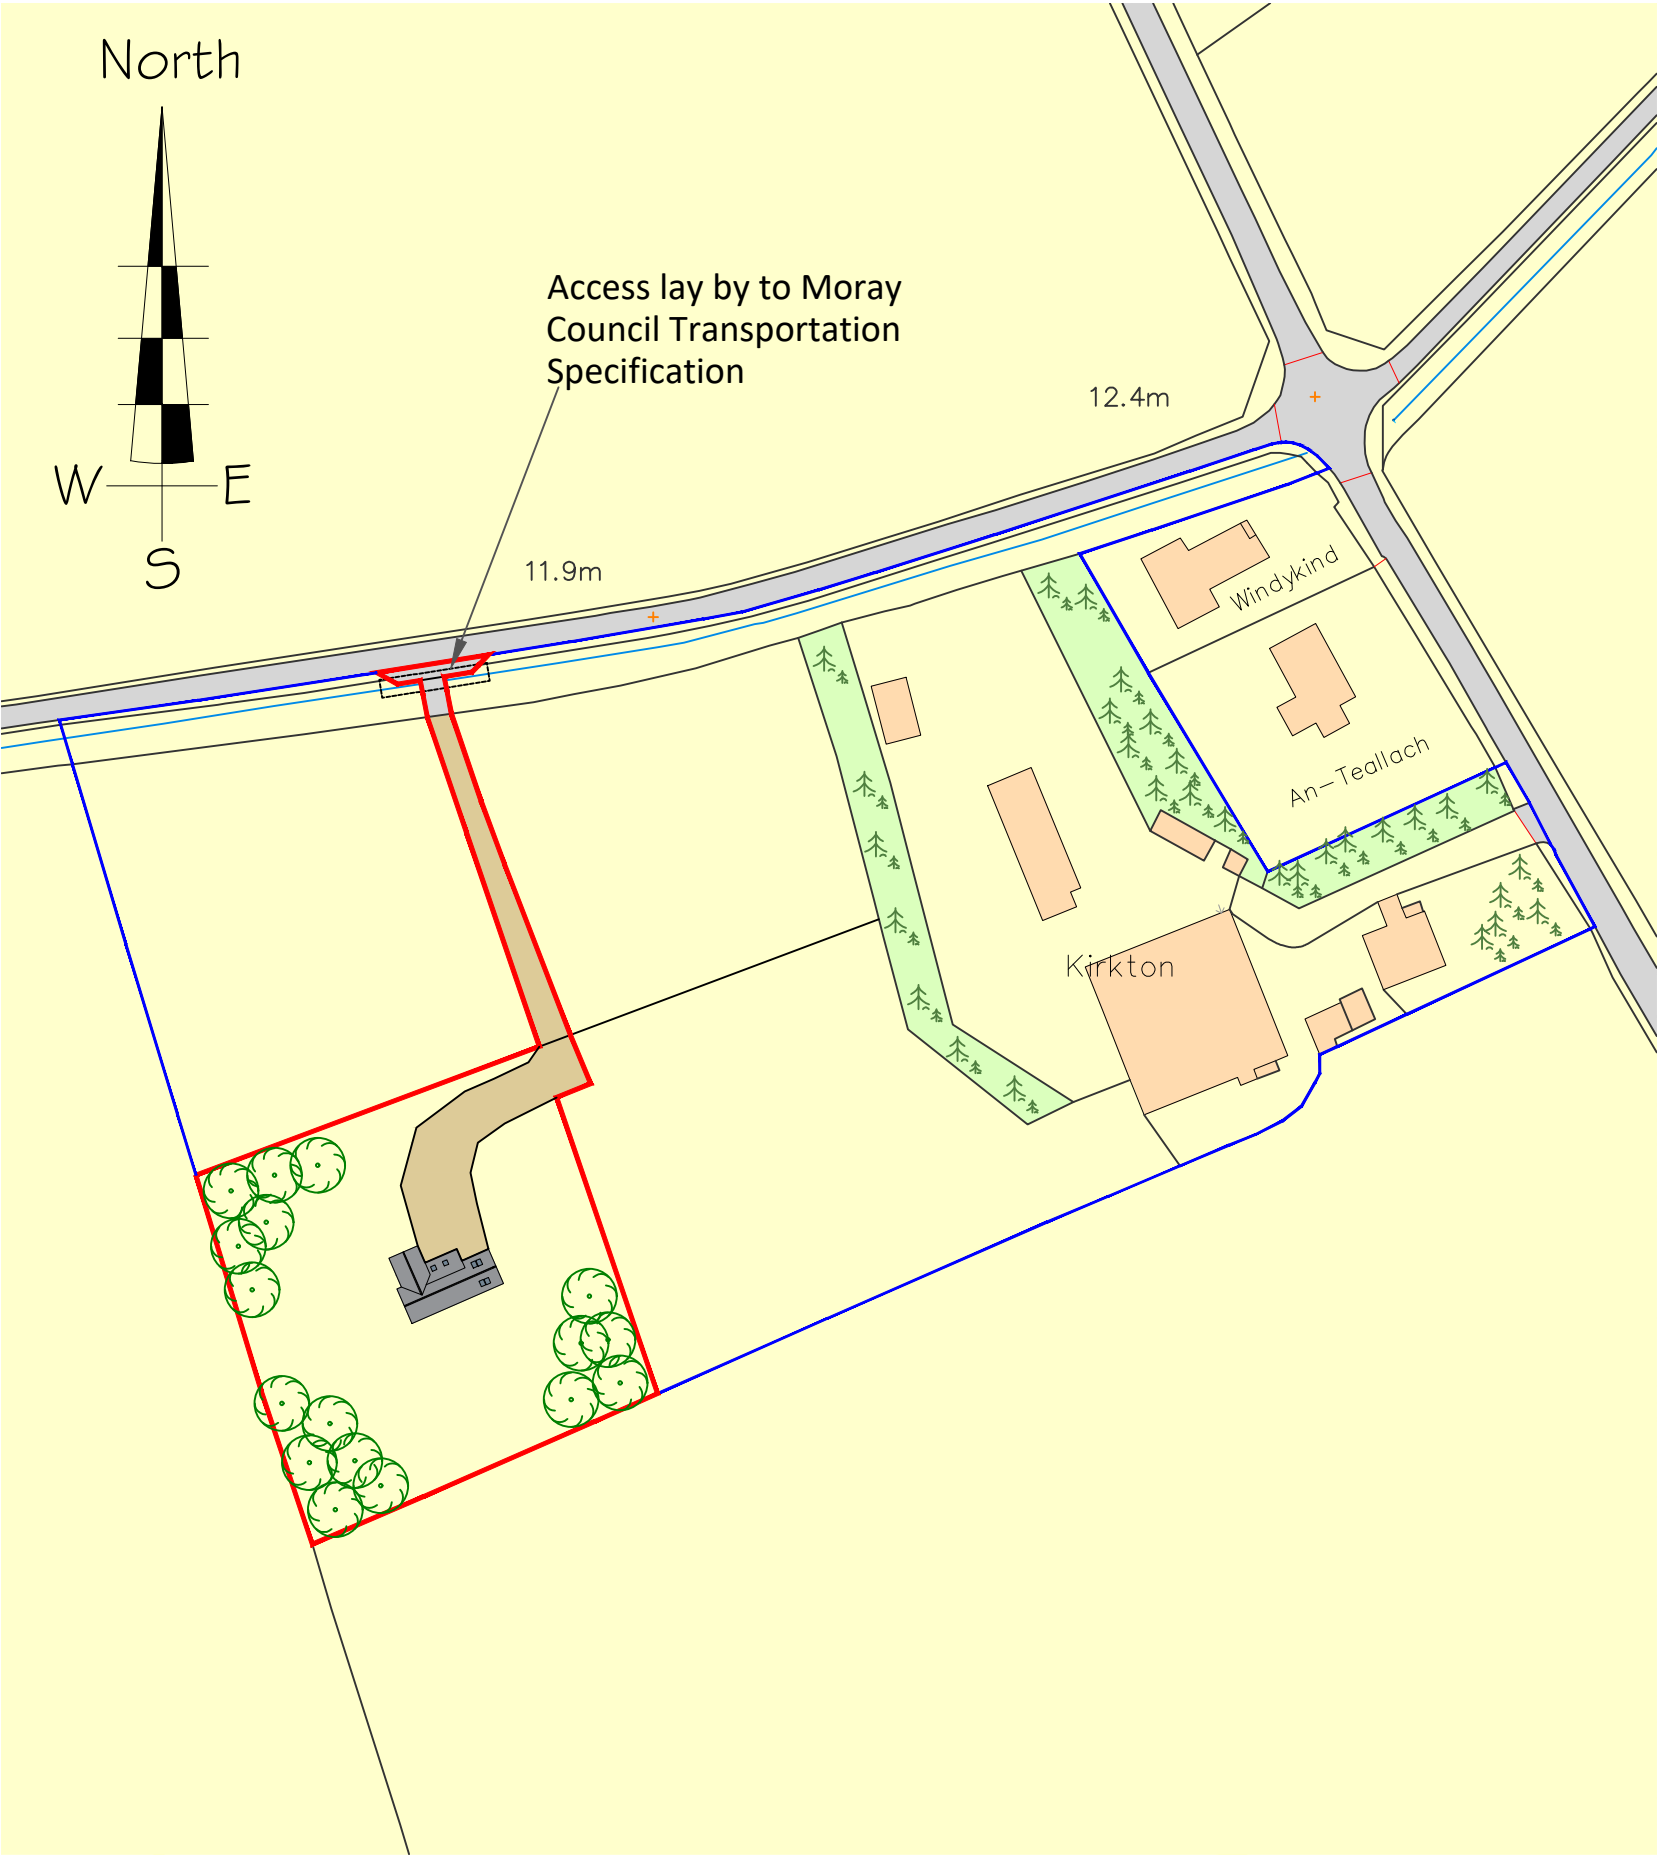 North
W E
S
Access lay by to Moray
Council Transportation
Specification
12.4m
11.9m
Windykind
An-Teallach
Kirkton